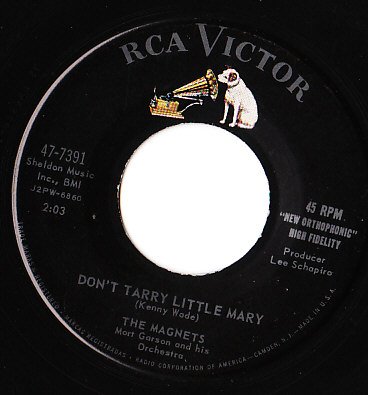 RCA VICTOR
47-7391
Sheldon Music
Inc., BMI
J2PW-6860
2:03
45 RPM
"NEW ORTHOPHONIC"
HIGH FIDELITY
Producer
Lee Schapiro
DON'T TARRY LITTLE MARY
(Kenny Wade)
THE MAGNETS
Mort Garson and his
Orchestra
MARCAS REGISTRADAS • RADIO CORPORATION OF AMERICA—CAMDEN, N.J. MADE IN U.S.A.